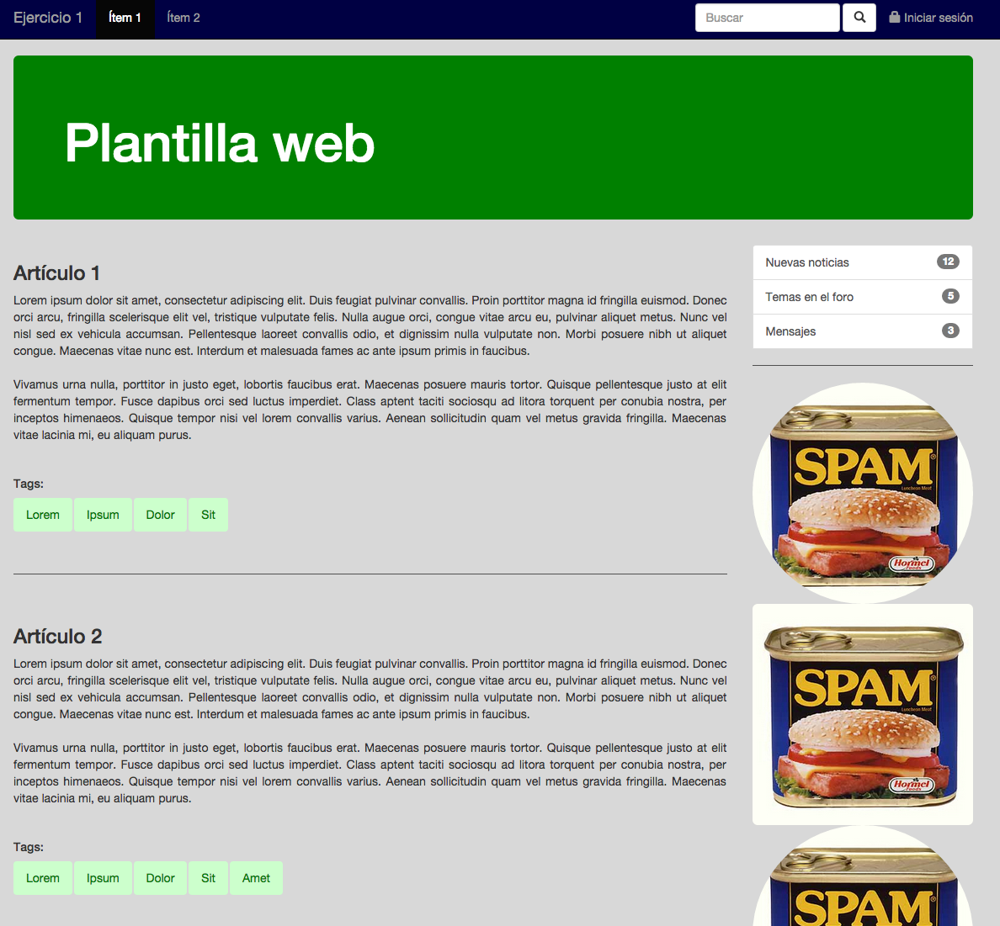 Ejercicio 1 Ítem 1 Ítem 2 Buscar Iniciar sesión
Plantilla web
Artículo 1
Lorem ipsum dolor sit amet, consectetur adipiscing elit. Duis feugiat pulvinar convallis. Proin porttitor magna id fringilla euismod. Donec
orci arcu, fringilla scelerisque elit vel, tristique vulputate felis. Nulla augue orci, congue vitae arcu eu, pulvinar aliquet metus. Nunc vel
nisl sed ex vehicula accumsan. Pellentesque laoreet convallis odio, et dignissim nulla vulputate non. Morbi posuere nibh ut aliquet
congue. Maecenas vitae nunc est. Interdum et malesuada fames ac ante ipsum primis in faucibus.
Vivamus urna nulla, porttitor in justo eget, lobortis faucibus erat. Maecenas posuere mauris tortor. Quisque pellentesque justo at elit
fermentum tempor. Fusce dapibus orci sed luctus imperdiet. Class aptent taciti sociosqu ad litora torquent per conubia nostra, per
inceptos himenaeos. Quisque tempor nisi vel lorem convallis varius. Aenean sollicitudin quam vel metus gravida fringilla. Maecenas
vitae lacinia mi, eu aliquam purus.
Tags:
Lorem Ipsum Dolor Sit
Artículo 2
Lorem ipsum dolor sit amet, consectetur adipiscing elit. Duis feugiat pulvinar convallis. Proin porttitor magna id fringilla euismod. Donec
orci arcu, fringilla scelerisque elit vel, tristique vulputate felis. Nulla augue orci, congue vitae arcu eu, pulvinar aliquet metus. Nunc vel
nisl sed ex vehicula accumsan. Pellentesque laoreet convallis odio, et dignissim nulla vulputate non. Morbi posuere nibh ut aliquet
congue. Maecenas vitae nunc est. Interdum et malesuada fames ac ante ipsum primis in faucibus.
Vivamus urna nulla, porttitor in justo eget, lobortis faucibus erat. Maecenas posuere mauris tortor. Quisque pellentesque justo at elit
fermentum tempor. Fusce dapibus orci sed luctus imperdiet. Class aptent taciti sociosqu ad litora torquent per conubia nostra, per
inceptos himenaeos. Quisque tempor nisi vel lorem convallis varius. Aenean sollicitudin quam vel metus gravida fringilla. Maecenas
vitae lacinia mi, eu aliquam purus.
Tags:
Lorem Ipsum Dolor Sit Amet
Nuevas noticias 12
Temas en el foro 5
Mensajes 3
SPAM®
Luncheon Meat
Hormel
Foods
SPAM®
Luncheon Meat
Hormel
Foods
SPAM